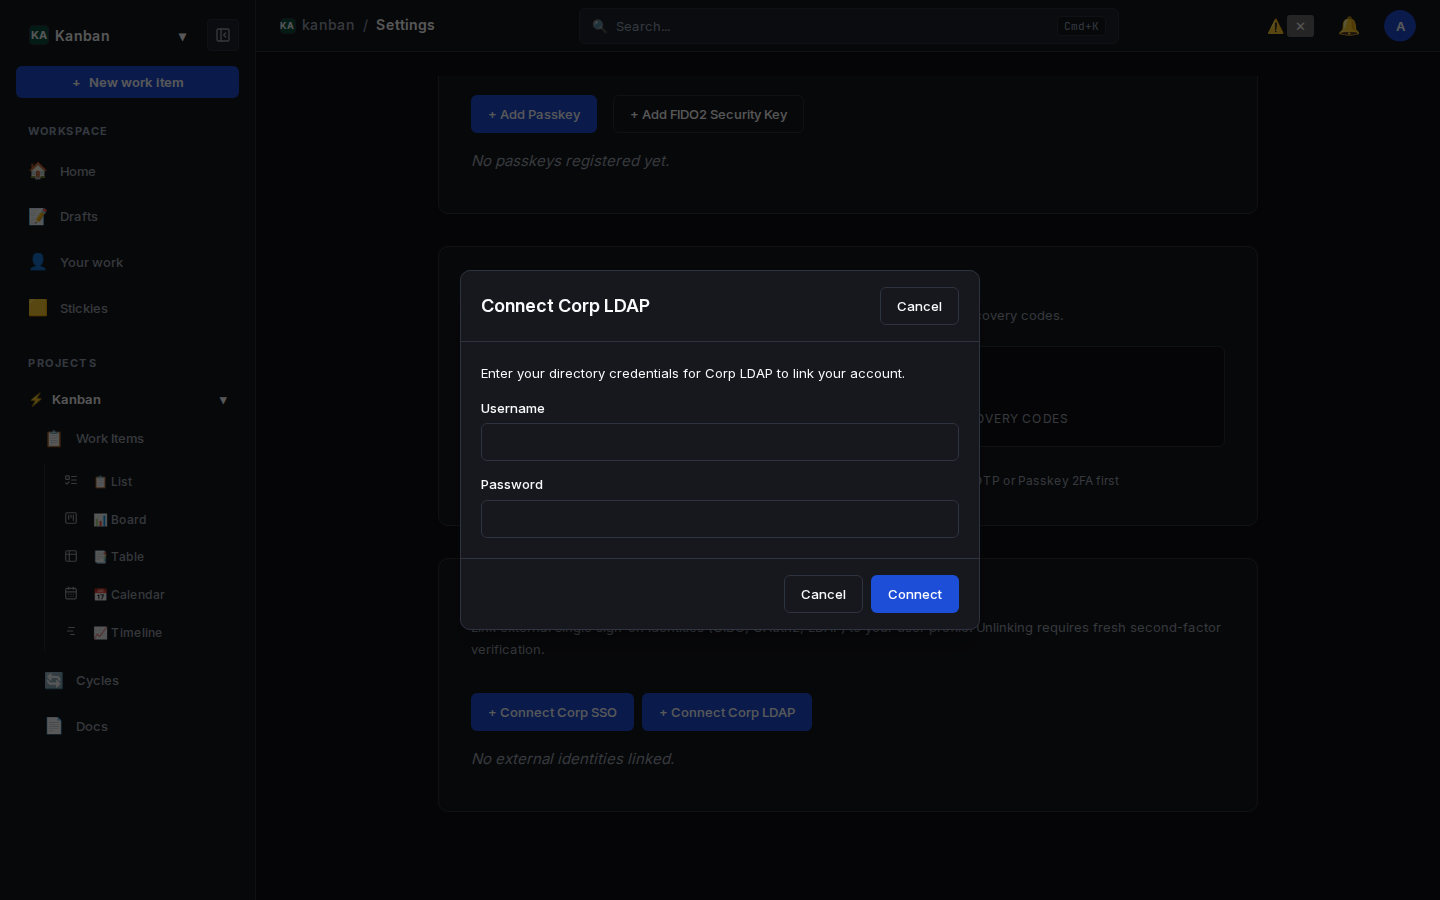 KA Kanban ▼
+ New work item
WORKSPACE
Home
Drafts
Your work
Stickies
PROJECTS
Kanban ▼
Work Items
List
Board
Table
Calendar
Timeline
Cycles
Docs
KA kanban / Settings
Search...
Cmd+K
A
+ Add Passkey
+ Add FIDO2 Security Key
No passkeys registered yet.
overy codes.
OVERY CODES
OTP or Passkey 2FA first
Connect Corp LDAP
Cancel
Enter your directory credentials for Corp LDAP to link your account.
Username
Password
Cancel
Connect
Unlinking requires fresh second-factor
verification.
+ Connect Corp SSO
+ Connect Corp LDAP
No external identities linked.